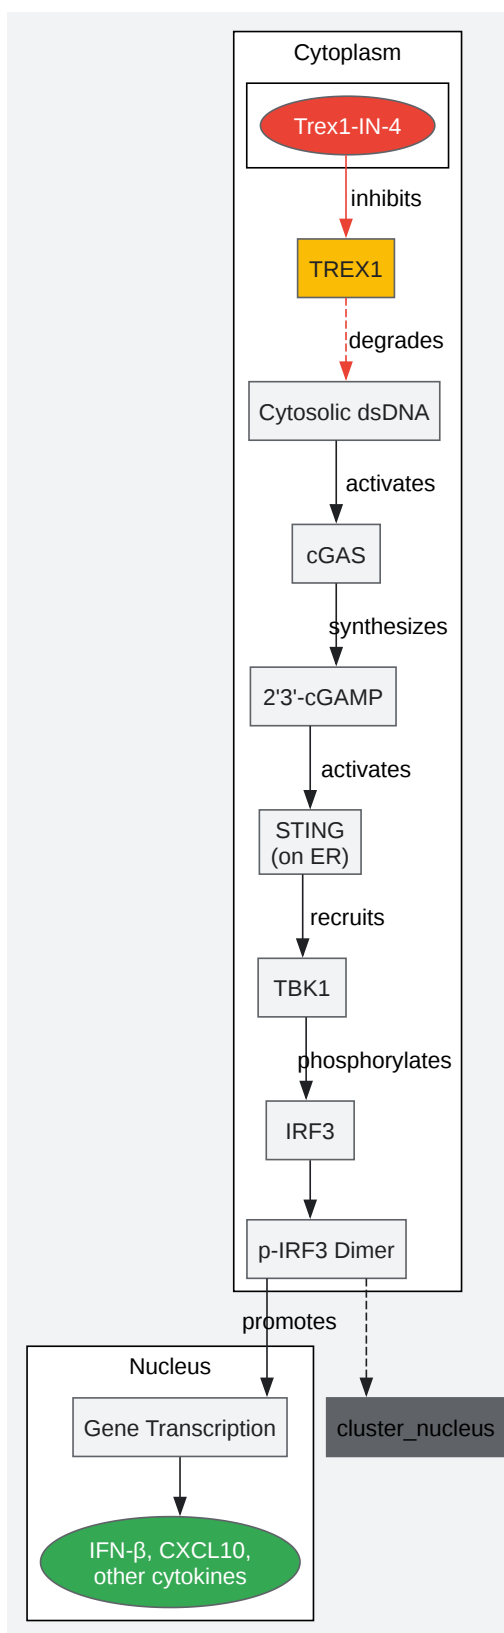 Cytoplasm
Trex1-IN-4
inhibits
TREX1
degrades
Cytosolic dsDNA
activates
cGAS
synthesizes
2'3'-cGAMP
activates
STING
(on ER)
recruits
TBK1
phosphorylates
IRF3
p-IRF3 Dimer
promotes
Nucleus
Gene Transcription
cluster_nucleus
IFN-β, CXCL10,
other cytokines